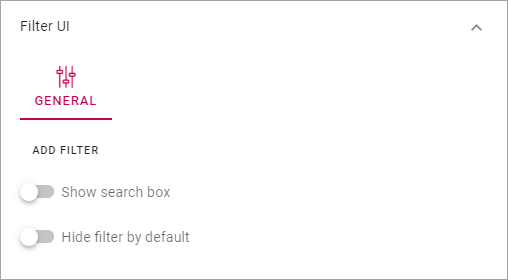 Filter UI
GENERAL
ADD FILTER
Show search box
Hide filter by default